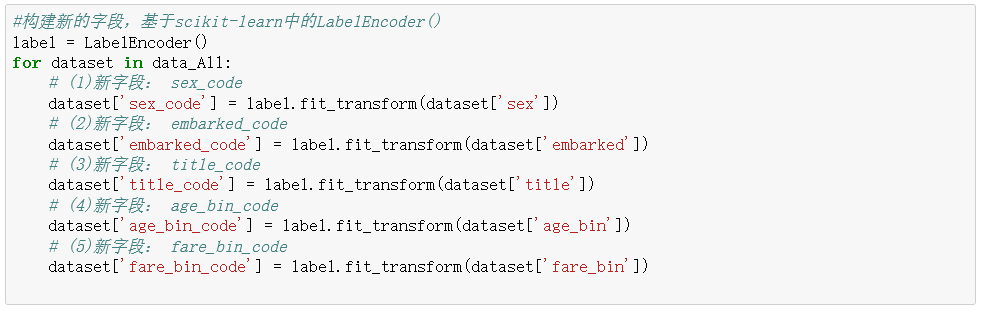 #构建新的字段，基于scikit-learn中的LabelEncoder()
label = LabelEncoder()
for dataset in data_All:
    # (1)新字段： sex_code
    dataset['sex_code'] = label.fit_transform(dataset['sex'])
    # (2)新字段： embarked_code
    dataset['embarked_code'] = label.fit_transform(dataset['embarked'])
    # (3)新字段： title_code
    dataset['title_code'] = label.fit_transform(dataset['title'])
    # (4)新字段： age_bin_code
    dataset['age_bin_code'] = label.fit_transform(dataset['age_bin'])
    # (5)新字段： fare_bin_code
    dataset['fare_bin_code'] = label.fit_transform(dataset['fare_bin'])